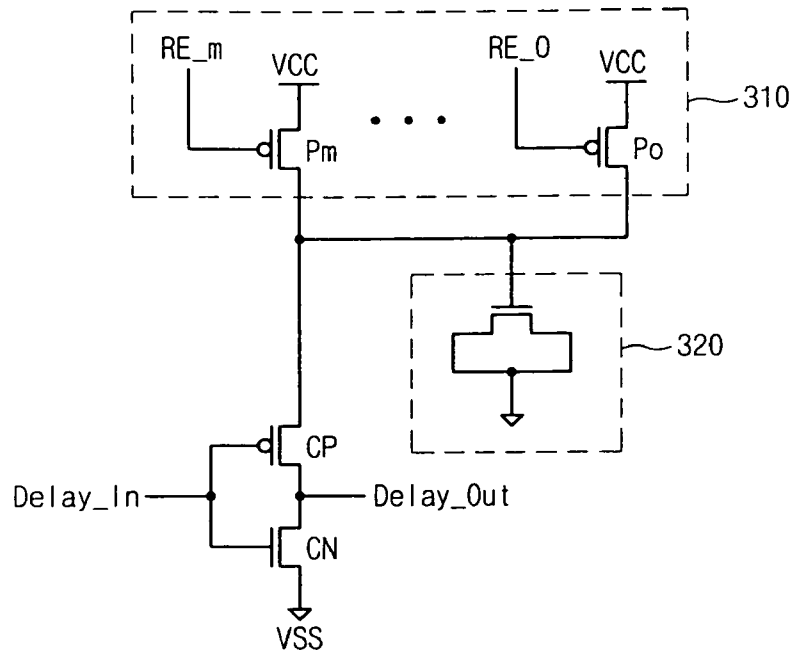 RE_m
VCC
RE_0
VCC
310
Pm
Po
320
CP
Delay_In
Delay_Out
CN
VSS